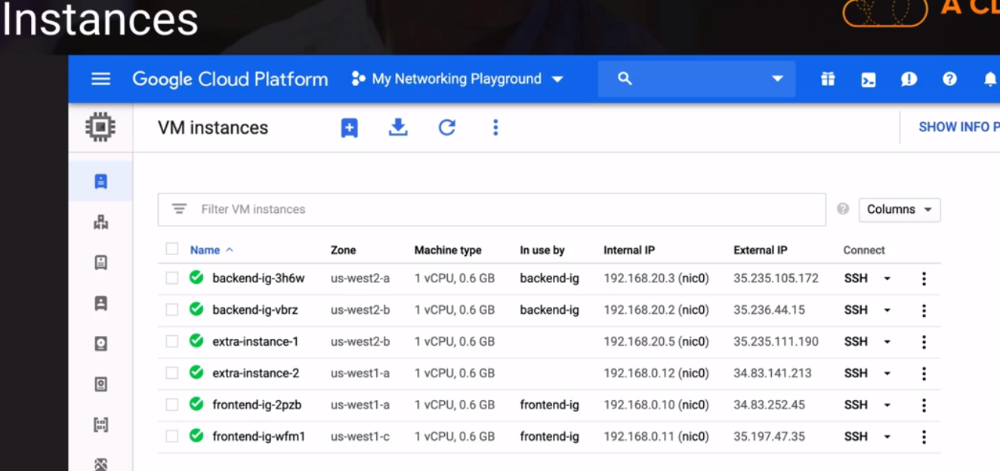 Instances
A CL
Google Cloud Platform My Networking Playground
VM instances SHOW INFO P
Filter VM instances Columns
Name Zone Machine type In use by Internal IP External IP Connect
backend-ig-3h6w us-west2-a 1 vCPU, 0.6 GB backend-ig 192.168.20.3 (nic0) 35.235.105.172 SSH
backend-ig-vbrz us-west2-b 1 vCPU, 0.6 GB backend-ig 192.168.20.2 (nic0) 35.236.44.15 SSH
extra-instance-1 us-west2-b 1 vCPU, 0.6 GB 192.168.20.5 (nic0) 35.235.111.190 SSH
extra-instance-2 us-west1-a 1 vCPU, 0.6 GB 192.168.0.12 (nic0) 34.83.141.213 SSH
frontend-ig-2pzb us-west1-a 1 vCPU, 0.6 GB frontend-ig 192.168.0.10 (nic0) 34.83.252.45 SSH
frontend-ig-wfm1 us-west1-c 1 vCPU, 0.6 GB frontend-ig 192.168.0.11 (nic0) 35.197.47.35 SSH